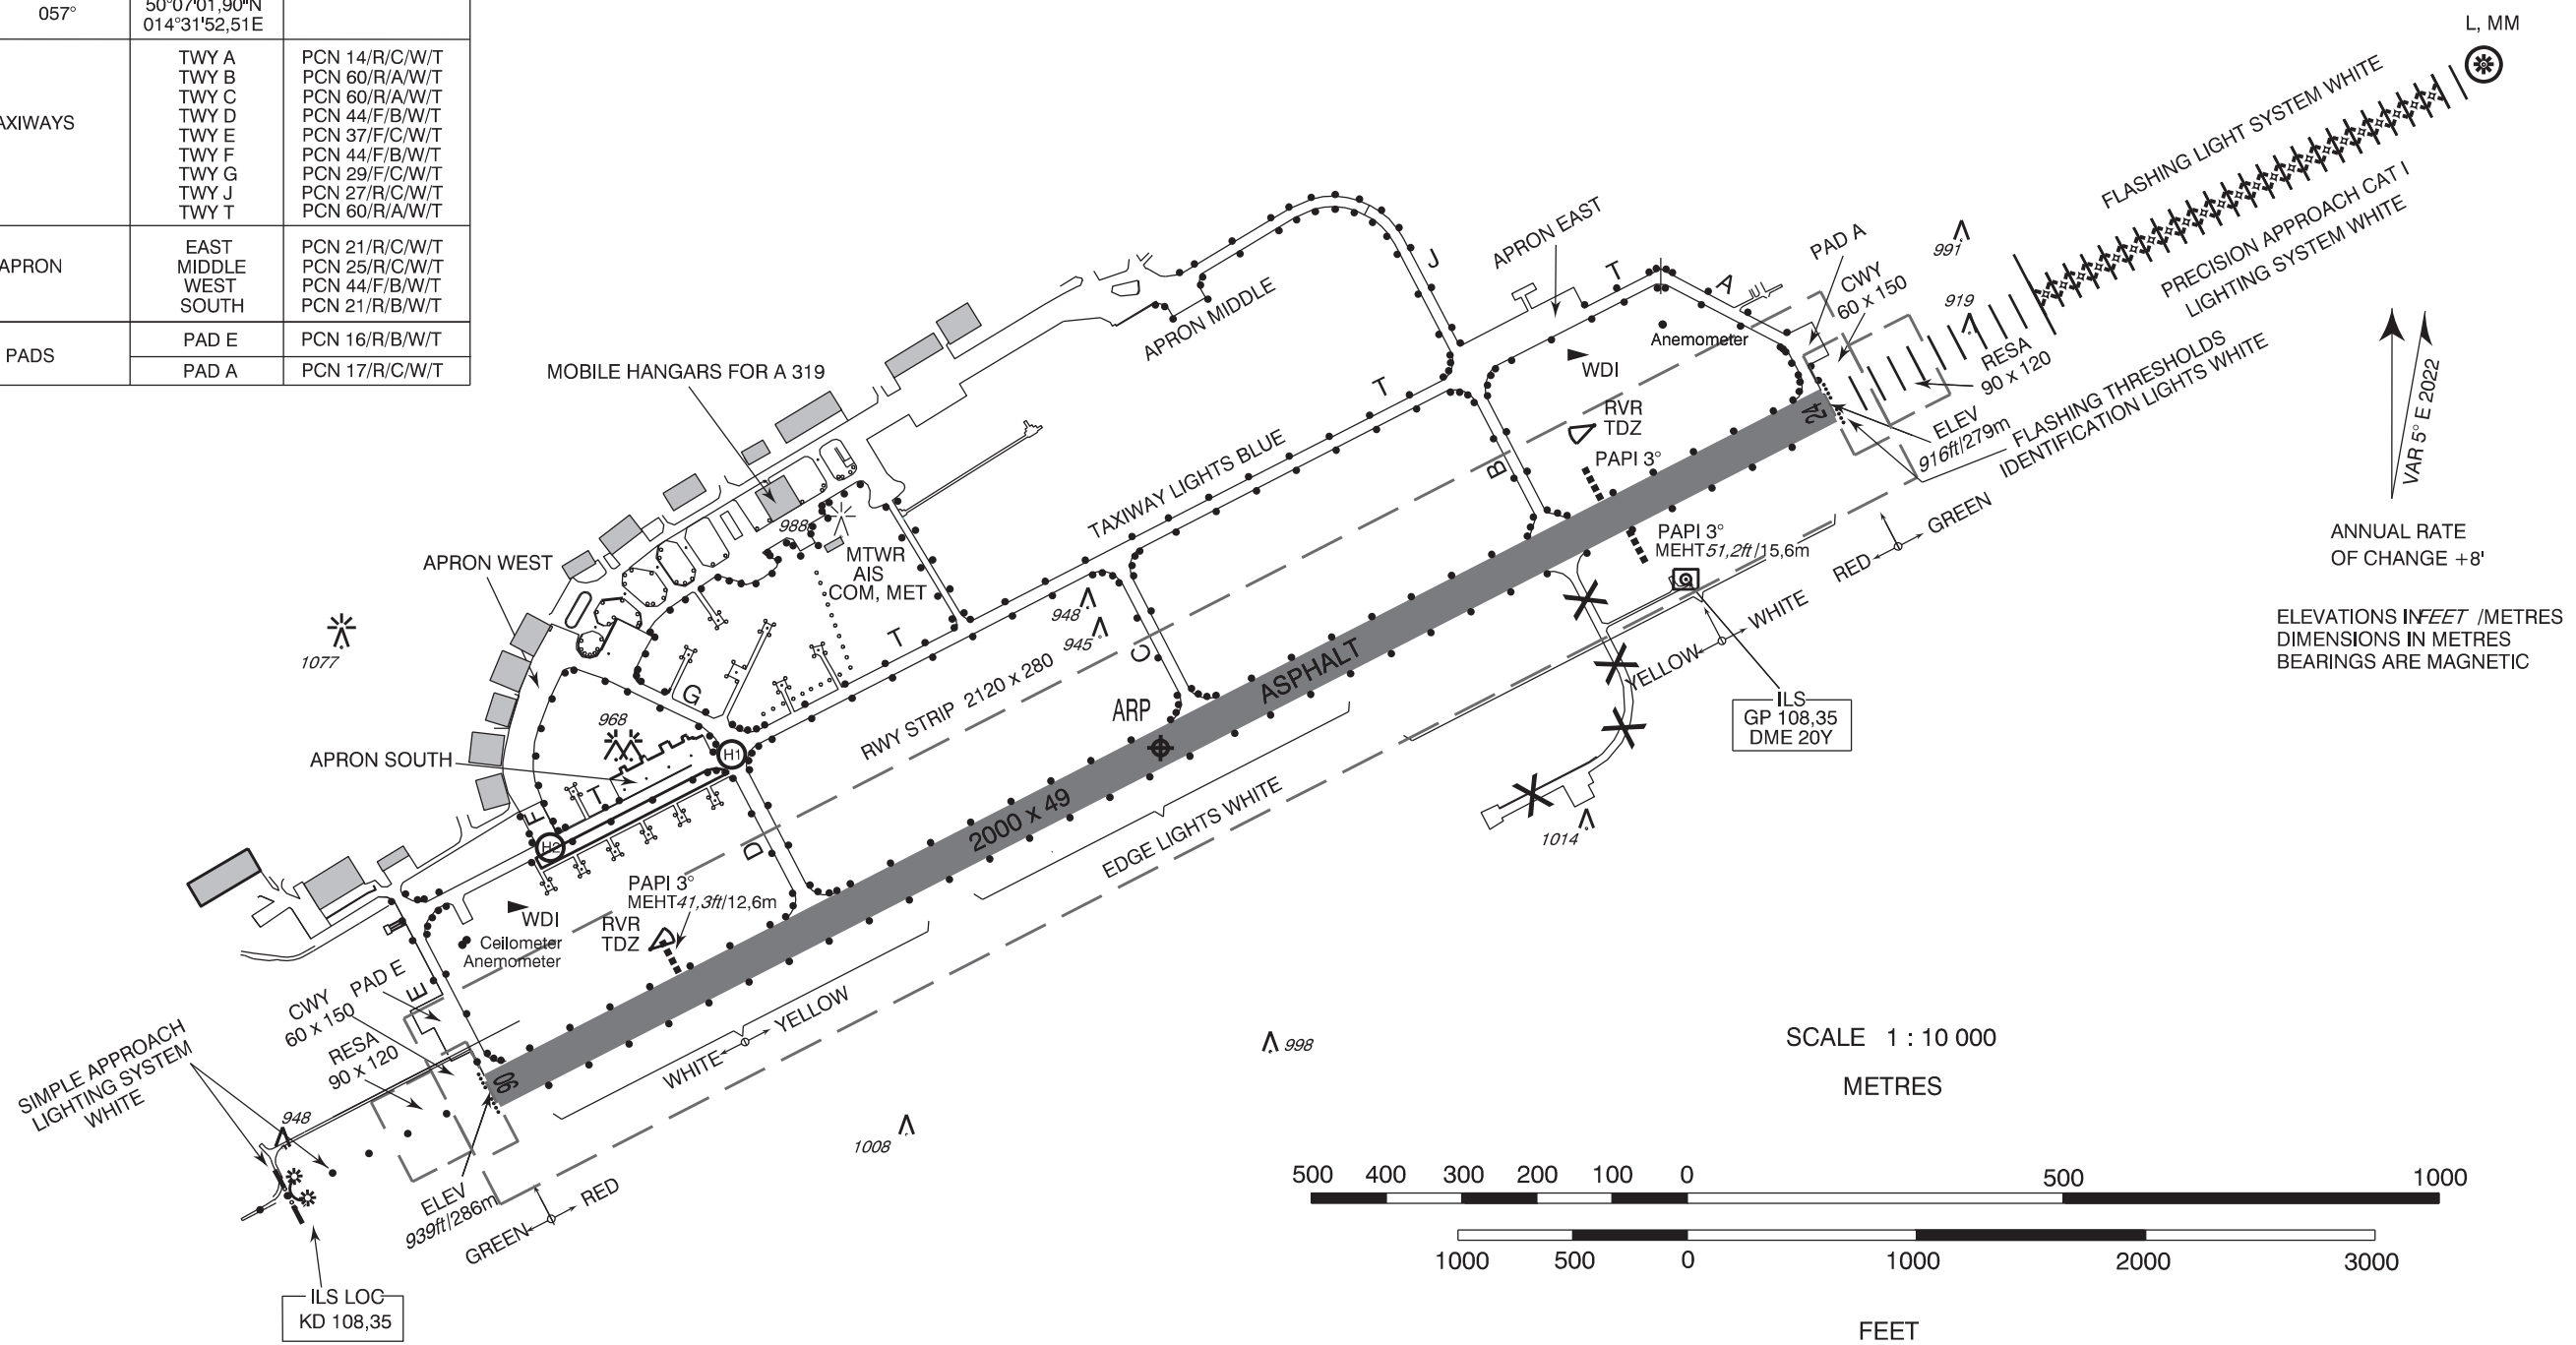 057°
50°07'01,90"N
014°31'52,51E
AXIWAYS
TWY A PCN 14/R/C/W/T
TWY B PCN 60/R/A/W/T
TWY C PCN 60/R/A/W/T
TWY D PCN 44/F/B/W/T
TWY E PCN 37/F/C/W/T
TWY F PCN 44/F/B/W/T
TWY G PCN 29/F/C/W/T
TWY J PCN 27/R/C/W/T
TWY T PCN 60/R/A/W/T
APRON
EAST PCN 21/R/C/W/T
MIDDLE PCN 25/R/C/W/T
WEST PCN 44/F/B/W/T
SOUTH PCN 21/R/B/W/T
PADS
PAD E PCN 16/R/B/W/T
PAD A PCN 17/R/C/W/T
L, MM
FLASHING LIGHT SYSTEM WHITE
PRECISION APPROACH CAT I
LIGHTING SYSTEM WHITE
991
919
PAD A
CWY
60 x 150
RESA
90 x 120
ELEV
916ft/279m
FLASHING THRESHOLDS
IDENTIFICATION LIGHTS WHITE
APRON EAST
T
A
J
APRON MIDDLE
Anemometer
WDI
RVR
TDZ
PAPI 3°
24
B
T
TAXIWAY LIGHTS BLUE
MOBILE HANGARS FOR A 319
988
MTWR
AIS
COM, MET
APRON WEST
1077
948
945
C
T
G
968
H1
APRON SOUTH
T
F
H2
D
RWY STRIP 2120 x 280
ARP
ASPHALT
2000 x 49
EDGE LIGHTS WHITE
PAPI 3°
MEHT 51,2ft/15,6m
RED
GREEN
YELLOW
WHITE
ILS
GP 108,35
DME 20Y
1014
VAR 5° E 2022
ANNUAL RATE
OF CHANGE +8'
ELEVATIONS IN FEET /METRES
DIMENSIONS IN METRES
BEARINGS ARE MAGNETIC
PAPI 3°
MEHT 41,3ft/12,6m
RVR
TDZ
WDI
Ceilometer
Anemometer
E
PAD E
CWY
60 x 150
RESA
90 x 120
SIMPLE APPROACH
LIGHTING SYSTEM
WHITE
948
06
WHITE
YELLOW
ELEV
939ft/286m
GREEN
RED
ILS LOC
KD 108,35
998
1008
SCALE 1 : 10 000
METRES
500 400 300 200 100 0 500 1000
1000 500 0 1000 2000 3000
FEET